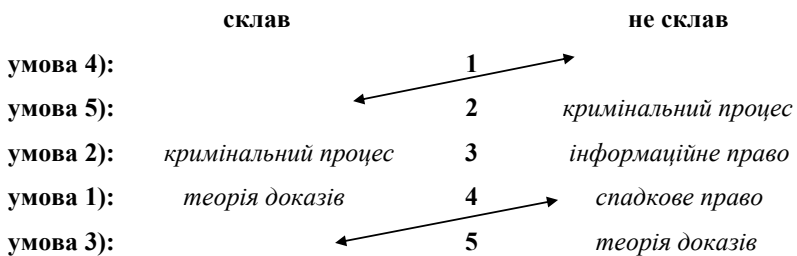 склав не склав
умова 4): 1
умова 5): 2 кримінальний процес
умова 2): кримінальний процес 3 інформаційне право
умова 1): теорія доказів 4 спадкове право
умова 3): 5 теорія доказів